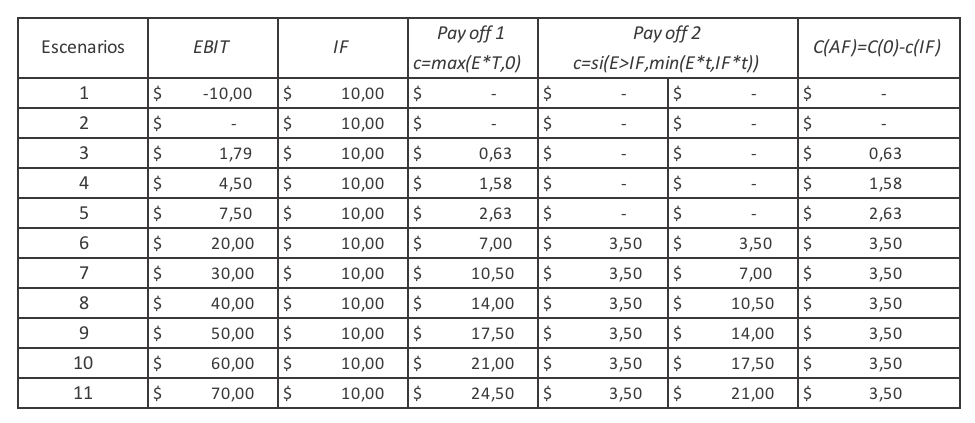 Escenarios EBIT IF Pay off 1 c=max(E*T,0) Pay off 2 c=si(E>IF,min(E*t,IF*t)) C(AF)=C(0)-c(IF)
1 $ -10,00 $ 10,00 $ - $ - $ - $ -
2 $ - $ 10,00 $ - $ - $ - $ -
3 $ 1,79 $ 10,00 $ 0,63 $ - $ - $ 0,63
4 $ 4,50 $ 10,00 $ 1,58 $ - $ - $ 1,58
5 $ 7,50 $ 10,00 $ 2,63 $ - $ - $ 2,63
6 $ 20,00 $ 10,00 $ 7,00 $ 3,50 $ 3,50 $ 3,50
7 $ 30,00 $ 10,00 $ 10,50 $ 3,50 $ 7,00 $ 3,50
8 $ 40,00 $ 10,00 $ 14,00 $ 3,50 $ 10,50 $ 3,50
9 $ 50,00 $ 10,00 $ 17,50 $ 3,50 $ 14,00 $ 3,50
10 $ 60,00 $ 10,00 $ 21,00 $ 3,50 $ 17,50 $ 3,50
11 $ 70,00 $ 10,00 $ 24,50 $ 3,50 $ 21,00 $ 3,50